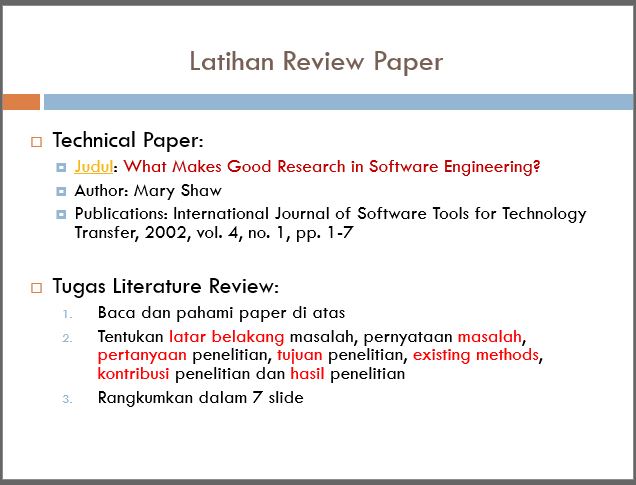 Latihan Review Paper
Technical Paper:
Judul: What Makes Good Research in Software Engineering?
Author: Mary Shaw
Publications: International Journal of Software Tools for Technology
Transfer, 2002, vol. 4, no. 1, pp. 1-7
Tugas Literature Review:
1. Baca dan pahami paper di atas
2. Tentukan latar belakang masalah, pernyataan masalah,
pertanyaan penelitian, tujuan penelitian, existing methods,
kontribusi penelitian dan hasil penelitian
3. Rangkumkan dalam 7 slide